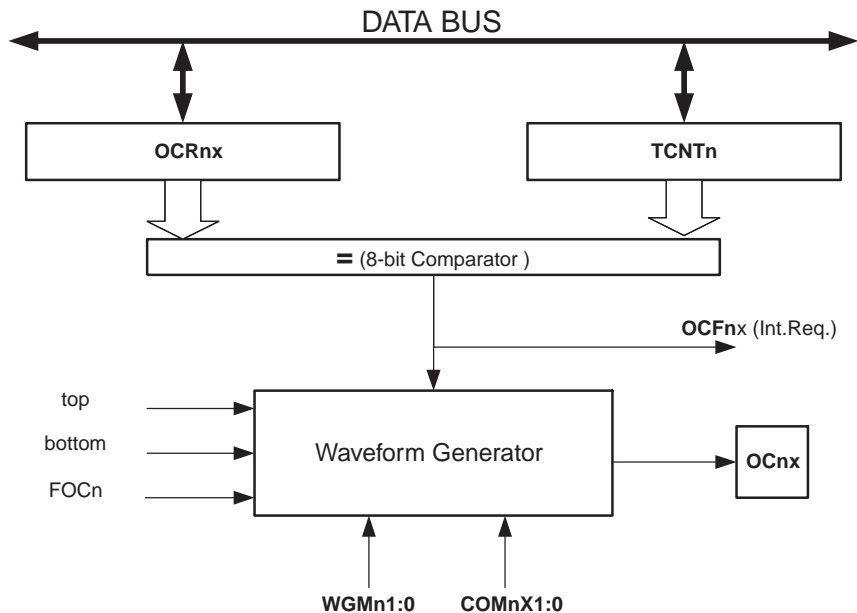 DATA BUS
OCRnx
TCNTn
= (8-bit Comparator )
OCFnx (Int.Req.)
top
bottom
FOCn
Waveform Generator
OCnx
WGMn1:0
COMnX1:0